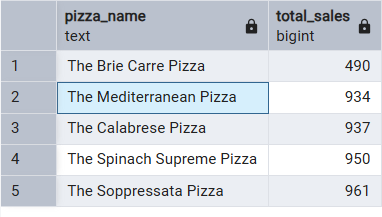 pizza_name total_sales
text bigint
1 The Brie Carre Pizza 490
2 The Mediterranean Pizza 934
3 The Calabrese Pizza 937
4 The Spinach Supreme Pizza 950
5 The Soppressata Pizza 961